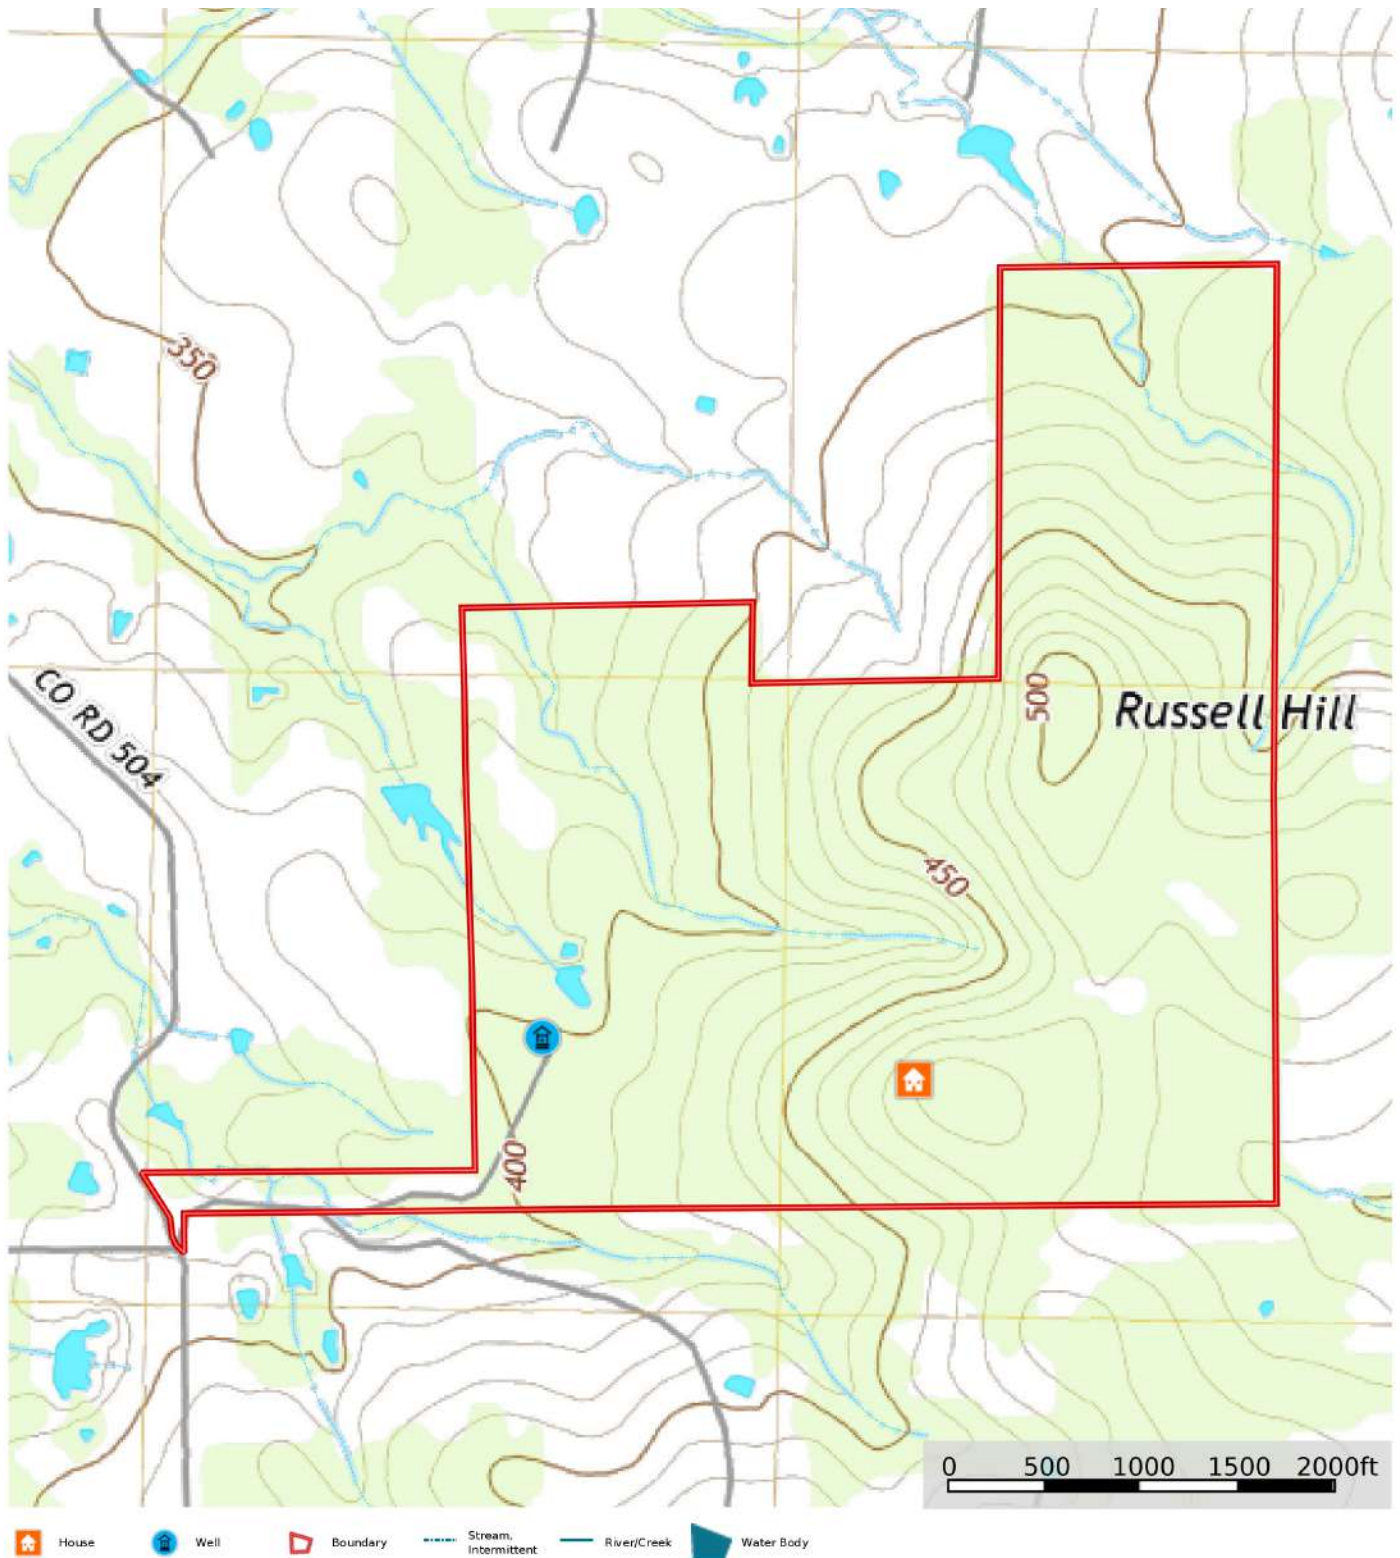 350
CO RD 504
500
Russell Hill
450
400
0 500 1000 1500 2000ft
House
Well
Boundary
Stream,
Intermittent
River/Creek
Water Body